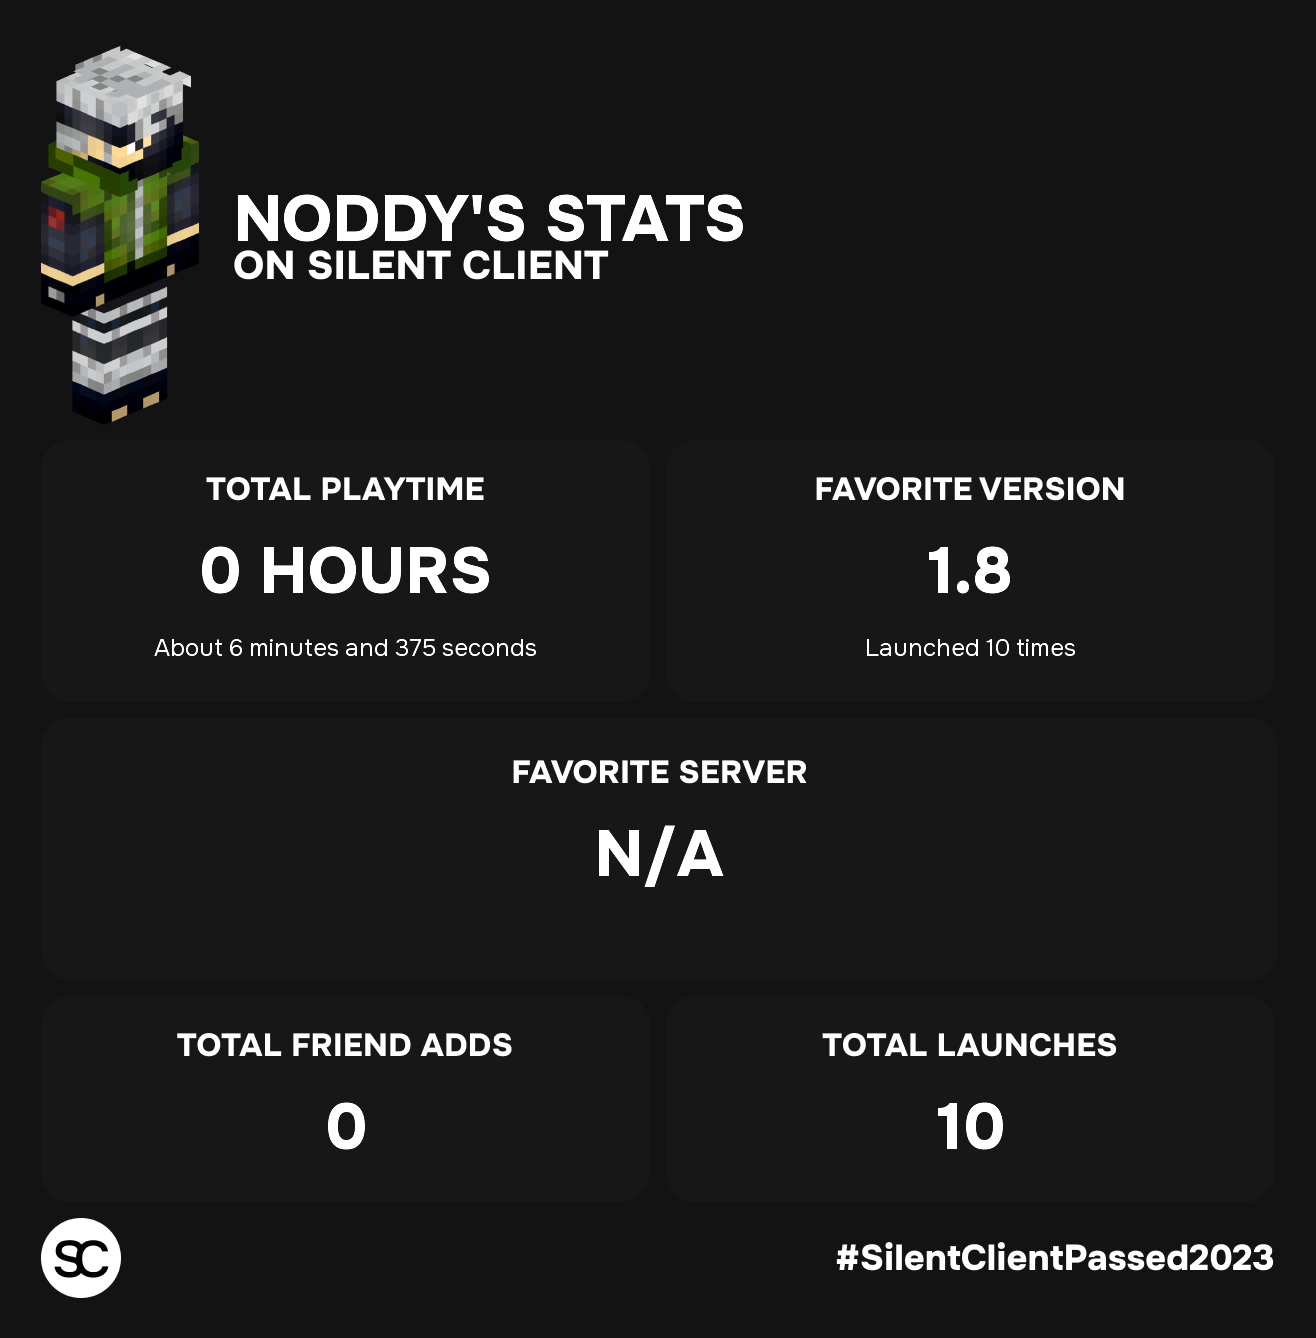 NODDY'S STATS
ON SILENT CLIENT
TOTAL PLAYTIME
0 HOURS
About 6 minutes and 375 seconds
FAVORITE VERSION
1.8
Launched 10 times
FAVORITE SERVER
N/A
TOTAL FRIEND ADDS
0
TOTAL LAUNCHES
10
SC
#SilentClientPassed2023